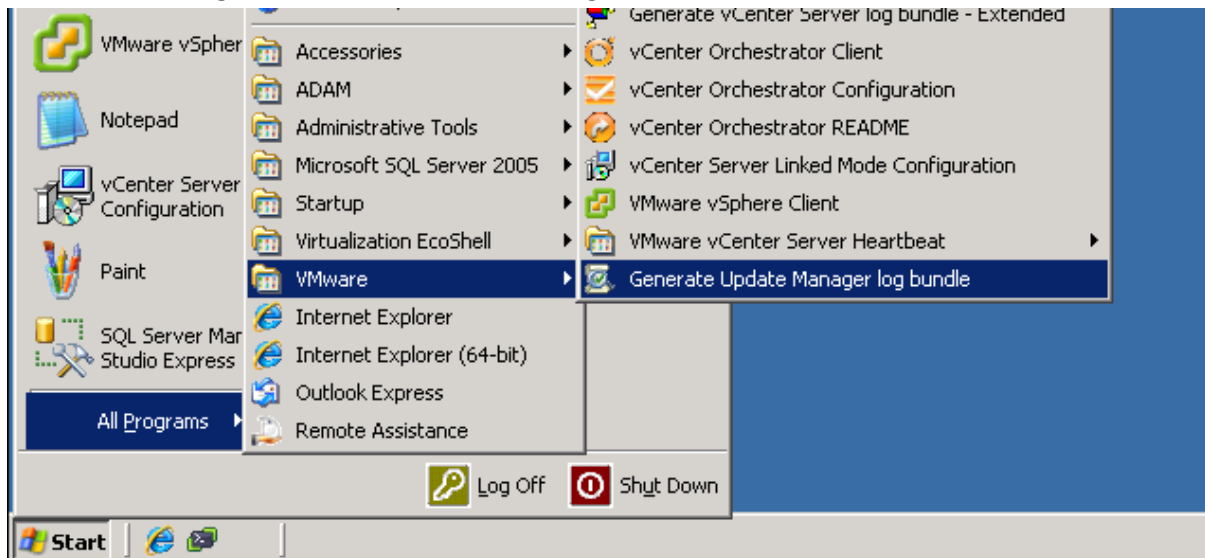 VMware vSpher
Notepad
vCenter Server
Configuration
Paint
SQL Server Mar
Studio Express
All Programs
Accessories
ADAM
Administrative Tools
Microsoft SQL Server 2005
Startup
Virtualization EcoShell
VMware
Internet Explorer
Internet Explorer (64-bit)
Outlook Express
Remote Assistance
Generate vCenter Server log bundle - Extended
vCenter Orchestrator Client
vCenter Orchestrator Configuration
vCenter Orchestrator README
vCenter Server Linked Mode Configuration
VMware vSphere Client
VMware vCenter Server Heartbeat
Generate Update Manager log bundle
Log Off
Shut Down
Start